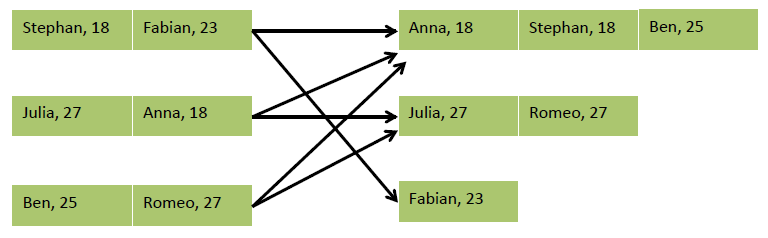 Stephan, 18 Fabian, 23 Anna, 18 Stephan, 18 Ben, 25
Julia, 27 Anna, 18 Julia, 27 Romeo, 27
Ben, 25 Romeo, 27 Fabian, 23